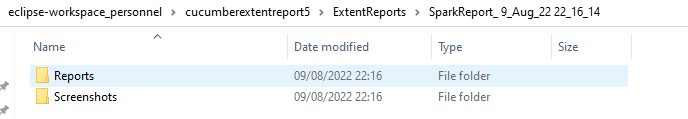 eclipse-workspace_personnel > cucumberextentreport5 > ExtentReports > SparkReport_ 9_Aug_22 22_16_14
Name Date modified Type Size
Reports 09/08/2022 22:16 File folder
Screenshots 09/08/2022 22:16 File folder